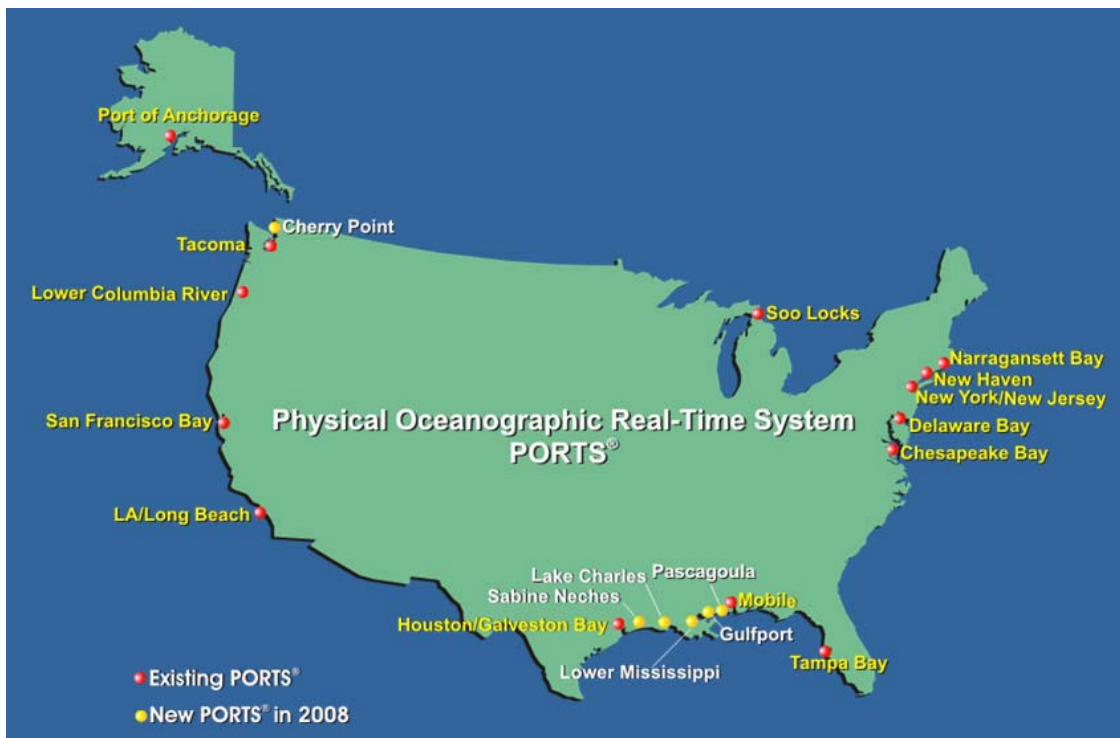 Port of Anchorage
Cherry Point
Tacoma
Lower Columbia River
Soo Locks
Narragansett Bay
New Haven
New York/New Jersey
San Francisco Bay
Physical Oceanographic Real-Time System
PORTS®
Delaware Bay
Chesapeake Bay
LA/Long Beach
Lake Charles
Pascagoula
Sabine Neches
Mobile
Houston/Galveston Bay
Gulfport
Lower Mississippi
Tampa Bay
Existing PORTS®
New PORTS® in 2008